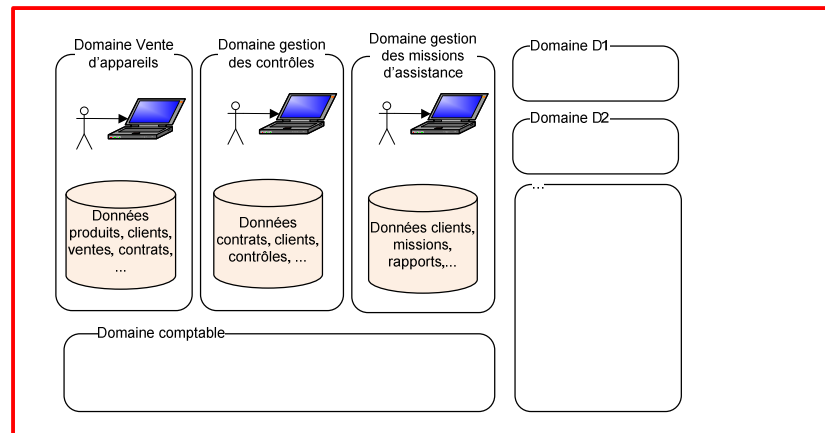 Domaine Vente
d'appareils
Domaine gestion
des contrôles
Domaine gestion
des missions
d'assistance
Domaine D1
Domaine D2
...
Données
produits, clients,
ventes, contrats,
...
Données
contrats, clients,
contrôles, ...
Données clients,
missions,
rapports,...
Domaine comptable